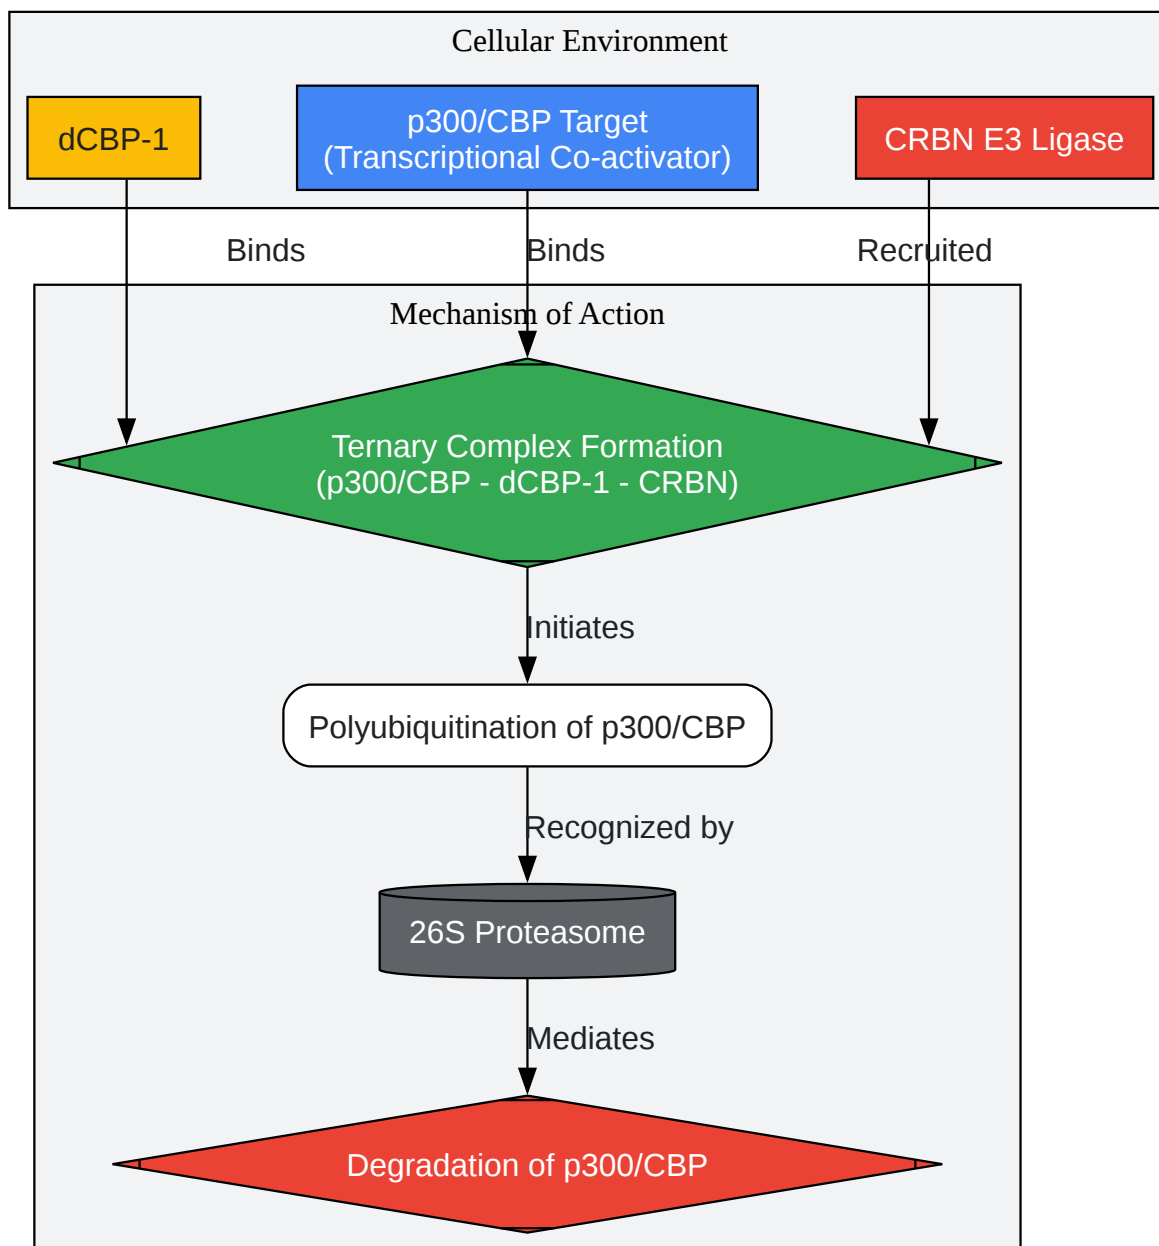 Cellular Environment
dCBP-1
p300/CBP Target
(Transcriptional Co-activator)
CRBN E3 Ligase
Binds
Binds
Recruited
Mechanism of Action
Ternary Complex Formation
(p300/CBP - dCBP-1 - CRBN)
Initiates
Polyubiquitination of p300/CBP
Recognized by
26S Proteasome
Mediates
Degradation of p300/CBP